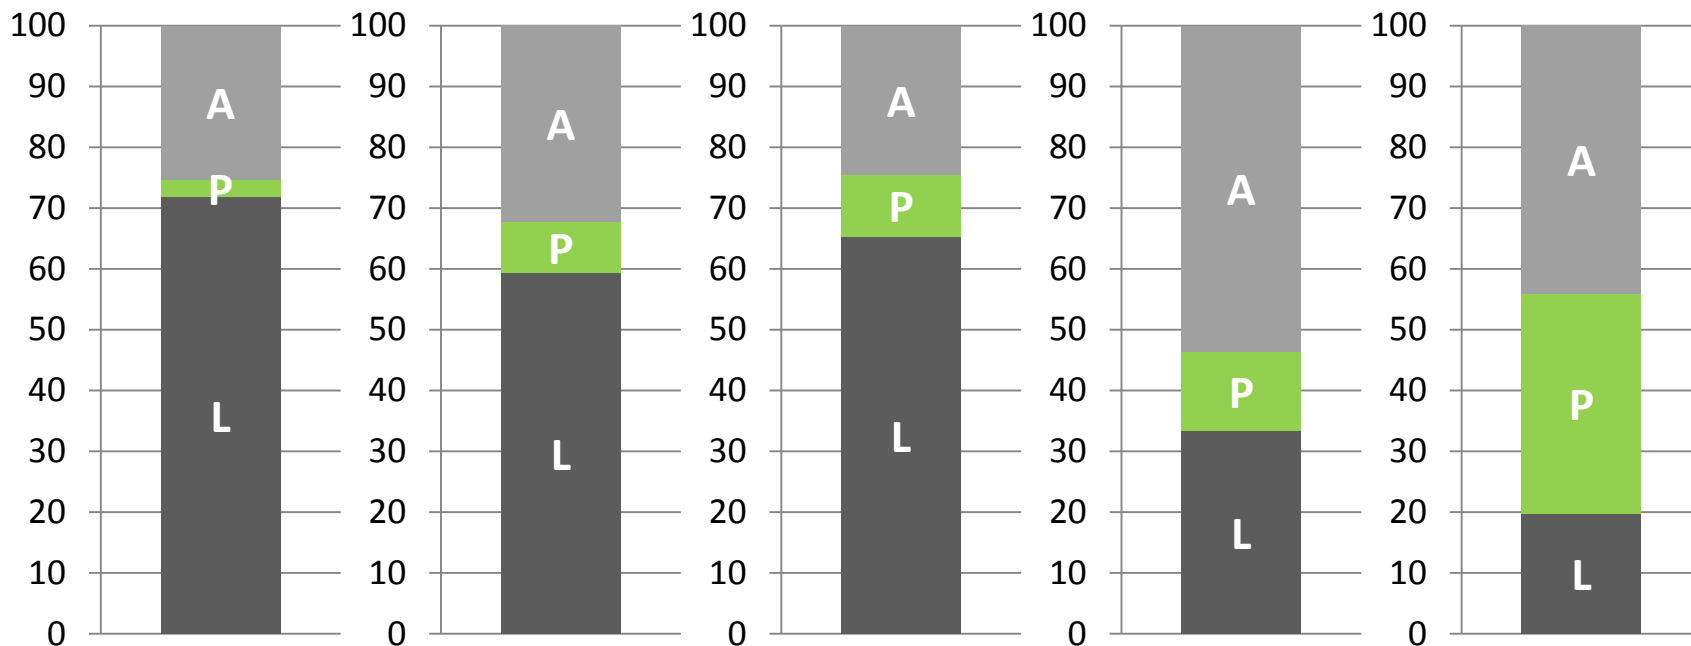 100 100 100 100 100
90 90 90 90 90
A A A A A
80 80 80 80 80
70 70 70 70 70
P P P P P
60 60 60 60 60
50 50 50 50 50
40 40 40 40 40
L L L L L
30 30 30 30 30
20 20 20 20 20
10 10 10 10 10
0 0 0 0 0